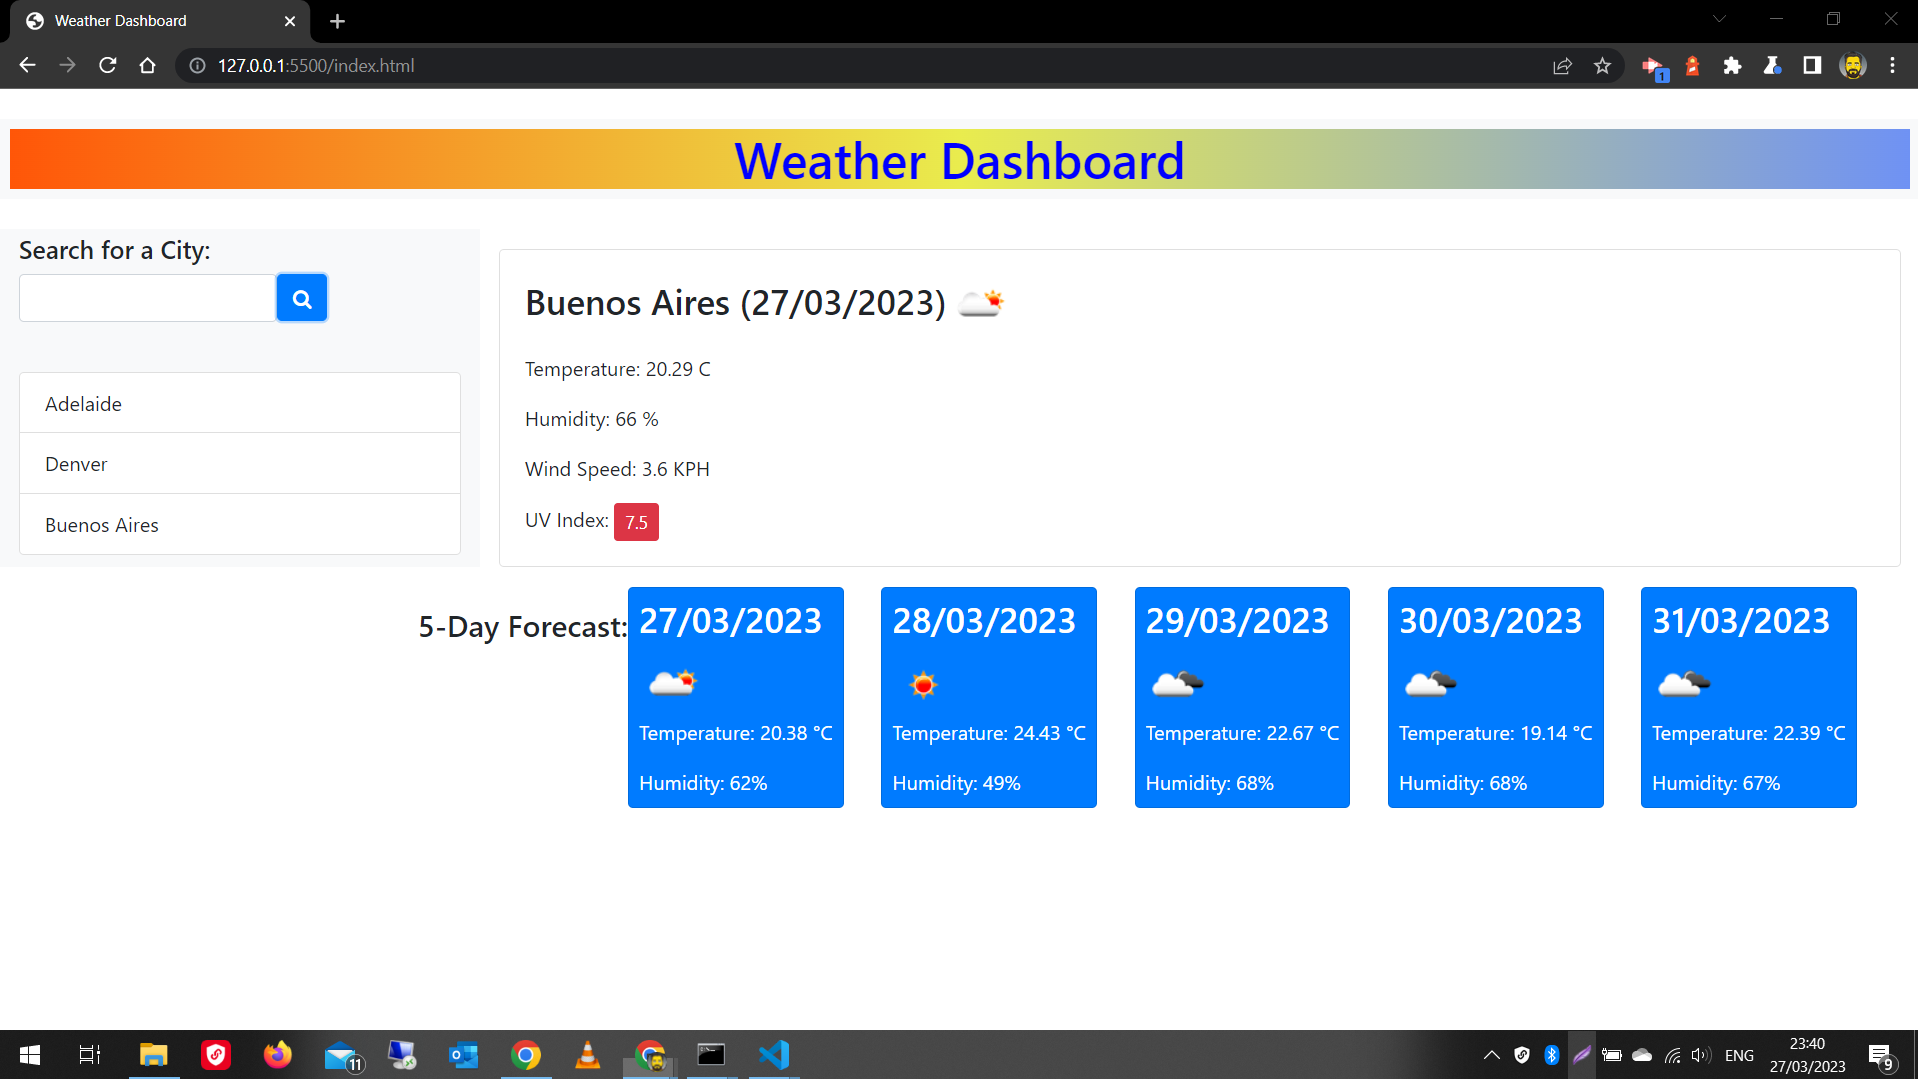 Weather Dashboard
127.0.0.1:5500/index.html
1
Weather Dashboard
Search for a City:
Adelaide
Denver
Buenos Aires
Buenos Aires (27/03/2023)
Temperature: 20.29 C
Humidity: 66 %
Wind Speed: 3.6 KPH
UV Index: 7.5
5-Day Forecast:
27/03/2023
Temperature: 20.38 °C
Humidity: 62%
28/03/2023
Temperature: 24.43 °C
Humidity: 49%
29/03/2023
Temperature: 22.67 °C
Humidity: 68%
30/03/2023
Temperature: 19.14 °C
Humidity: 68%
31/03/2023
Temperature: 22.39 °C
Humidity: 67%
11
ENG
23:40
27/03/2023
9